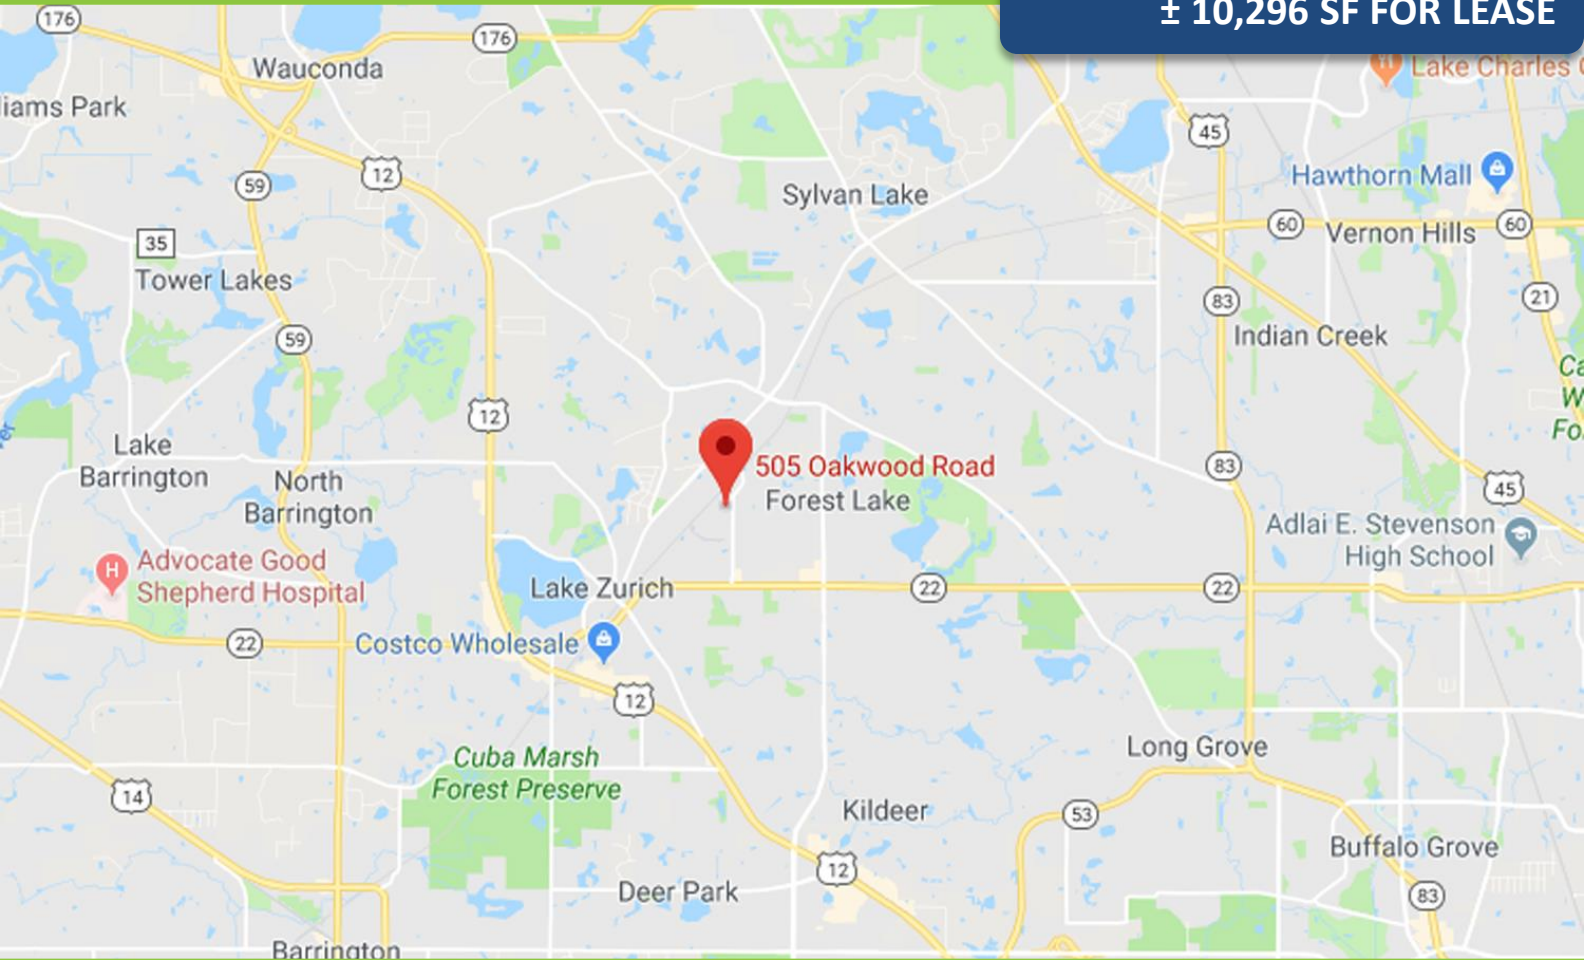 ± 10,296 SF FOR LEASE
176
176
Wauconda
Lake Charles
liams Park
45
12
59
Hawthorn Mall
Sylvan Lake
60
Vernon Hills
60
35
Tower Lakes
83
21
59
Indian Creek
12
Lake
Barrington
505 Oakwood Road
Forest Lake
83
North
Barrington
45
Adlai E. Stevenson
High School
Advocate Good
Shepherd Hospital
H
Lake Zurich
22
22
22
Costco Wholesale
12
Cuba Marsh
Forest Preserve
Long Grove
14
Kildeer
53
Buffalo Grove
12
Deer Park
83
Barrington